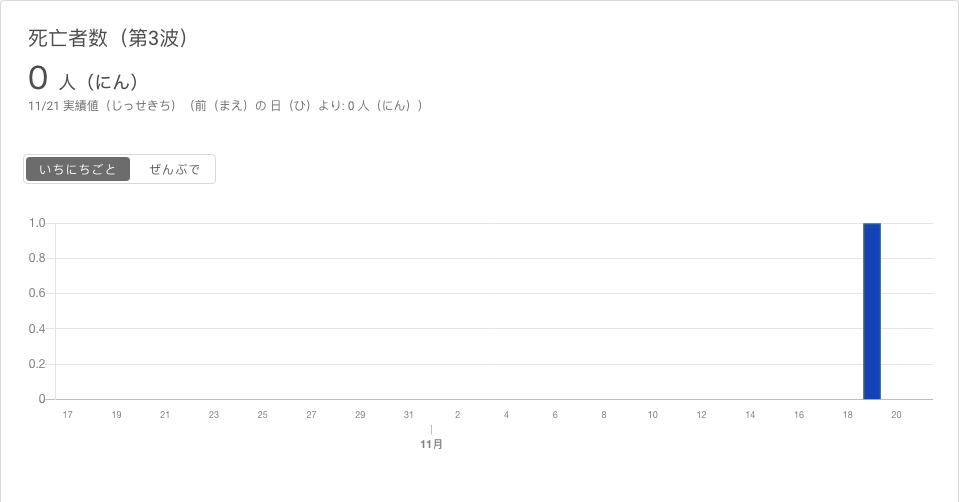 死亡者数（第3波）
0 人（にん）
11/21 実績値（じっせきち）（前（まえ）の 日（ひ）より: 0 人（にん））
いちにちごと ぜんぶで
1.0
0.8
0.6
0.4
0.2
0
17 19 21 23 25 27 29 31 2 4 6 8 10 12 14 16 18 20
11月